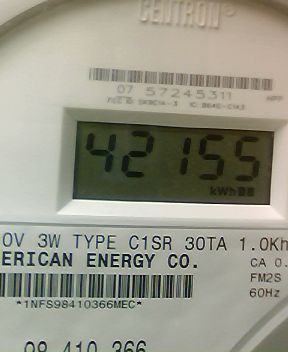 CENTRON®
07 57245311
42155
kWh
0V 3W TYPE C1SR 30TA 1.0Kh
ERICAN ENERGY CO. CA 0.
FM2S
*1NFS98410366MEC* 60Hz
98 410 366